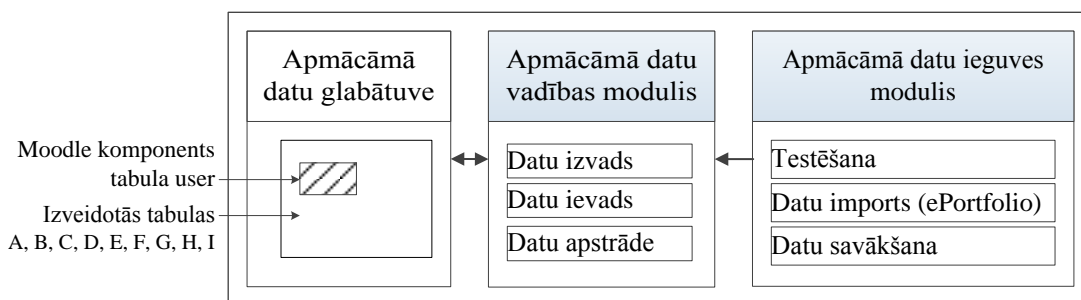 Apmācāmā
datu glabātuve
Moodle komponents
tabula user
Izveidotās tabulas
A, B, C, D, E, F, G, H, I
Apmācāmā datu
vadības modulis
Datu izvads
Datu ievads
Datu apstrāde
Apmācāmā datu ieguves
modulis
Testēšana
Datu imports (ePortfolio)
Datu savākšana